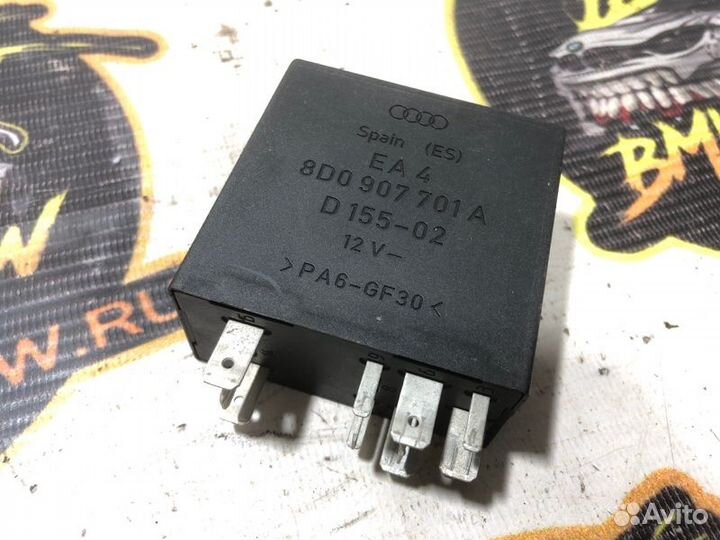 Spain (ES)
EA 4
8D0 907 701 A
D 155-02
12 V-
>PA6-GF30<
W.RU
W
BMW
Avito